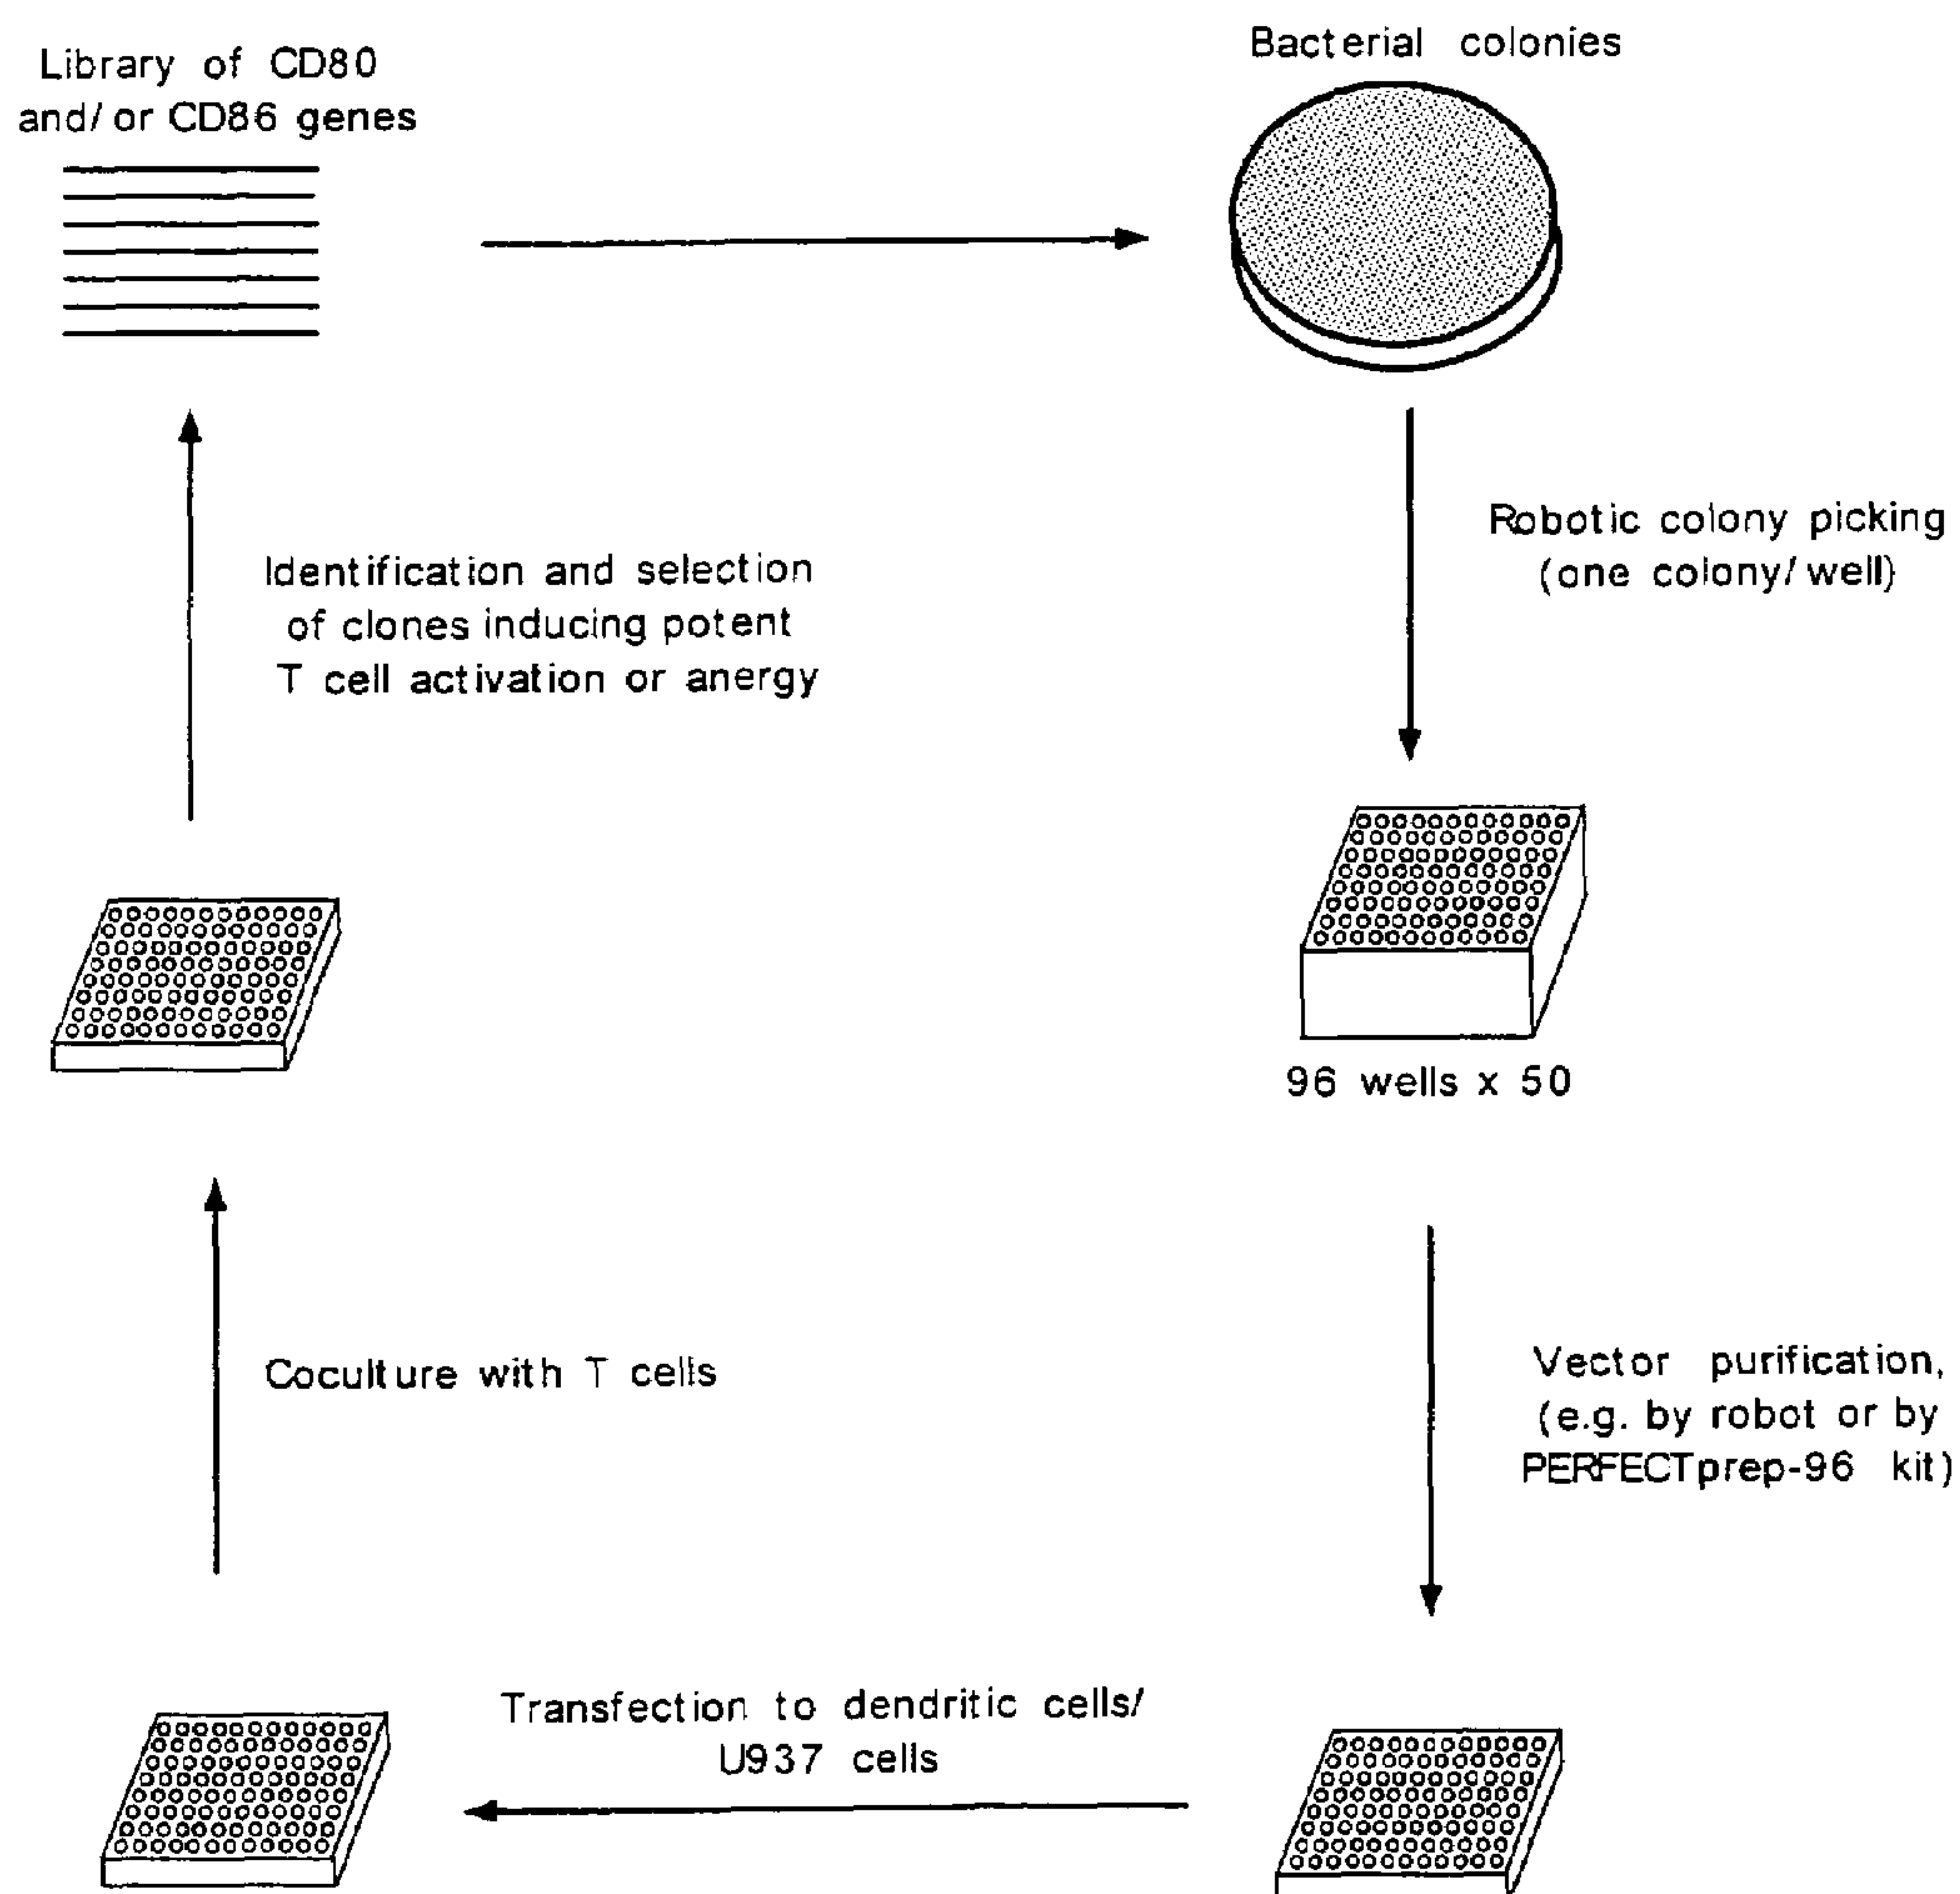 Library of CD80
and/or CD86 genes
Bacterial colonies
Robotic colony picking
(one colony/well)
Identification and selection
of clones inducing potent
T cell activation or anergy
96 wells x 50
Coculture with T cells
Vector purification,
(e.g. by robot or by
PERFECTprep-96 kit)
Transfection to dendritic cells/
U937 cells